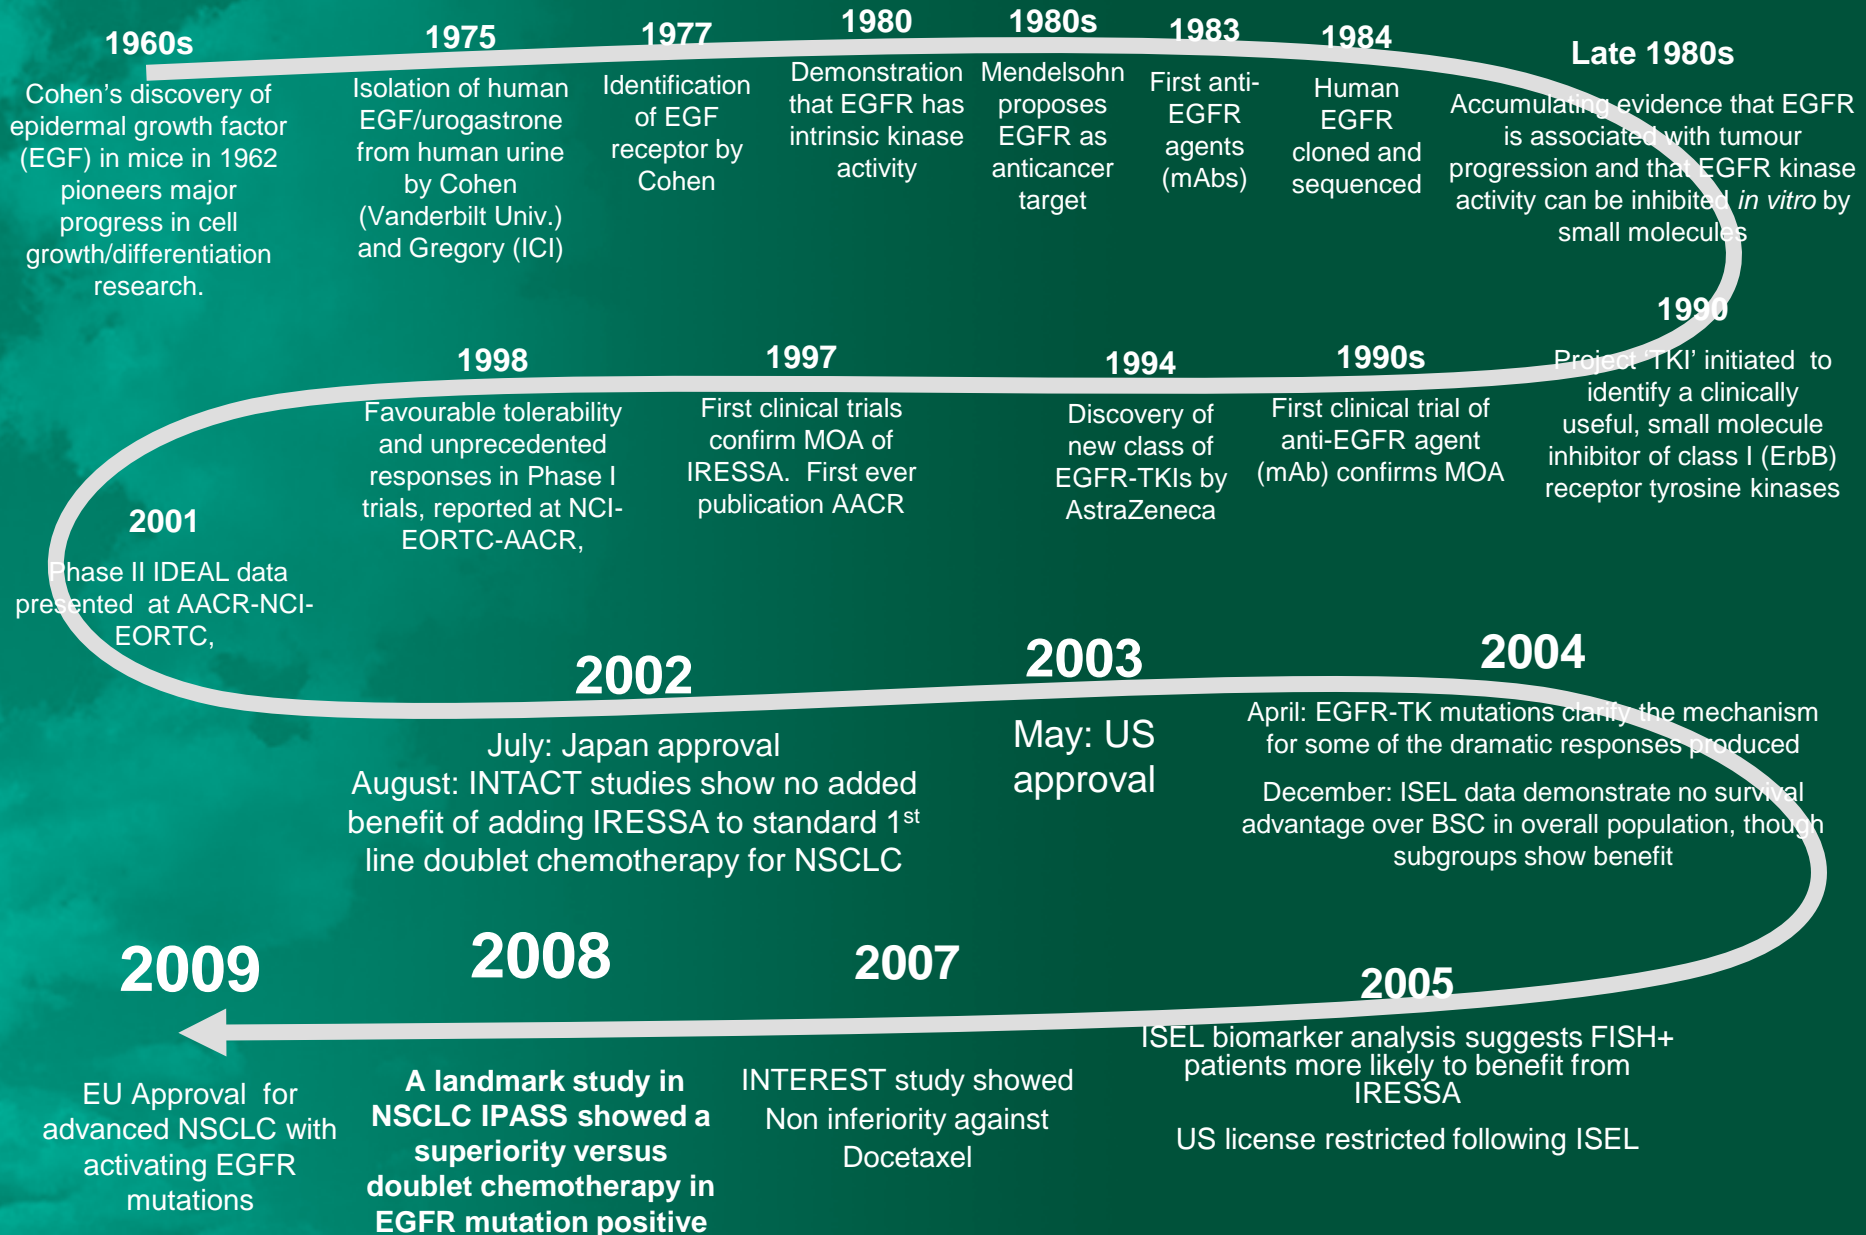 1960s
Cohen’s discovery of
epidermal growth factor
(EGF) in mice in 1962
pioneers major
progress in cell
growth/differentiation
research.
1975
Isolation of human
EGF/urogastrone
from human urine
by Cohen
(Vanderbilt Univ.)
and Gregory (ICI)
1977
Identification
of EGF
receptor by
Cohen
1980
Demonstration
that EGFR has
intrinsic kinase
activity
1980s
Mendelsohn
proposes
EGFR as
anticancer
target
1983
First anti-
EGFR
agents
(mAbs)
1984
Human
EGFR
cloned and
sequenced
Late 1980s
Accumulating evidence that EGFR
is associated with tumour
progression and that EGFR kinase
activity can be inhibited in vitro by
small molecules
1990
Project ‘TKI’ initiated to
identify a clinically
useful, small molecule
inhibitor of class I (ErbB)
receptor tyrosine kinases
1990s
First clinical trial of
anti-EGFR agent
(mAb) confirms MOA
1994
Discovery of
new class of
EGFR-TKIs by
AstraZeneca
1997
First clinical trials
confirm MOA of
IRESSA. First ever
publication AACR
1998
Favourable tolerability
and unprecedented
responses in Phase I
trials, reported at NCI-
EORTC-AACR,
2001
Phase II IDEAL data
presented at AACR-NCI-
EORTC,
2002
July: Japan approval
August: INTACT studies show no added
benefit of adding IRESSA to standard 1st
line doublet chemotherapy for NSCLC
2003
May: US
approval
2004
April: EGFR-TK mutations clarify the mechanism
for some of the dramatic responses produced
December: ISEL data demonstrate no survival
advantage over BSC in overall population, though
subgroups show benefit
2005
ISEL biomarker analysis suggests FISH+
patients more likely to benefit from
IRESSA
US license restricted following ISEL
2007
INTEREST study showed
Non inferiority against
Docetaxel
2008
A landmark study in
NSCLC IPASS showed a
superiority versus
doublet chemotherapy in
EGFR mutation positive
2009
EU Approval for
advanced NSCLC with
activating EGFR
mutations